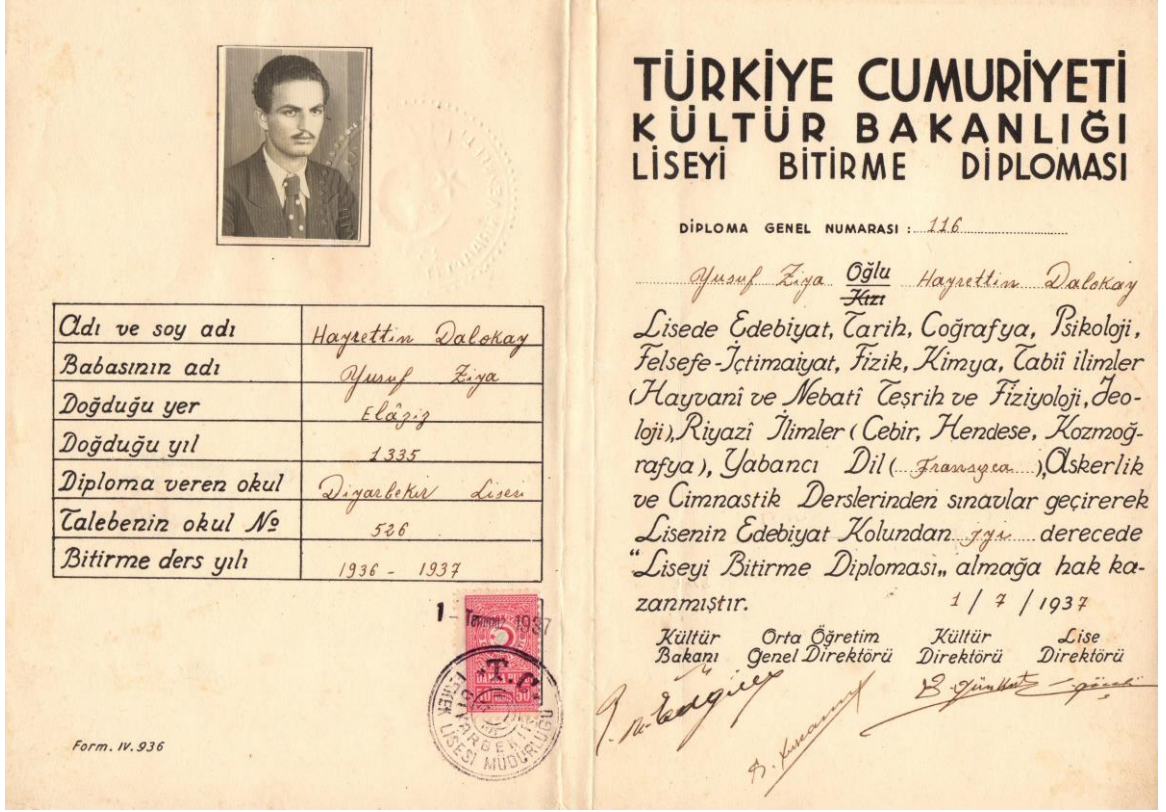 Adı ve soy adı Hayrettin Dalokay
Babasının adı Yusuf Ziya
Doğduğu yer Elâziz
Doğduğu yıl 1335
Diploma veren okul Diyarbekir Lisesi
Talebenin okul No 526
Bitirme ders yılı 1936 - 1937
1 - Temmuz 1937
T.C.
50 50
Form. IV. 936
TÜRKİYE CUMURİYETİ
KÜLTÜR BAKANLIĞI
LİSEYİ BİTİRME DİPLOMASI
DİPLOMA GENEL NUMARASI : 116
Yusuf Ziya Oğlu Hayrettin Dalokay
Kızı
Lisede Edebiyat, Tarih, Coğrafya, Psikoloji,
Felsefe-İçtimaiyat, Fizik, Kimya, Tabiî ilimler
(Hayvanî ve Nebatî Teşrih ve Fiziyoloji, Jeo-
loji), Riyazî İlimler (Cebir, Hendese, Kozmoğ-
rafya), Yabancı Dil (Fransızca), Askerlik
ve Cimnastik Derslerinden sınavlar geçirerek
Lisenin Edebiyat Kolundan iyi derecede
"Liseyi Bitirme Diploması„ almağa hak ka-
zanmıştır. 1 / 7 / 1937
Kültür Orta Öğretim Kültür Lise
Bakanı Genel Direktörü Direktörü Direktörü